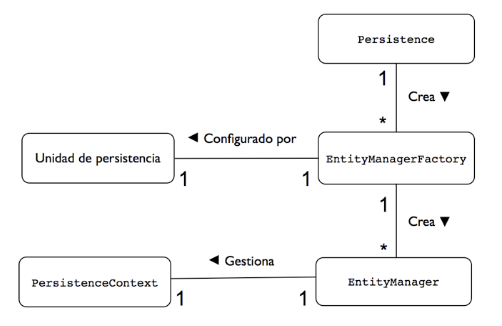 Persistence
1
Crea ▼
*
◄ Configurado por
Unidad de persistencia
EntityManagerFactory
1
1
1
Crea ▼
*
◄ Gestiona
PersistenceContext
EntityManager
1
1